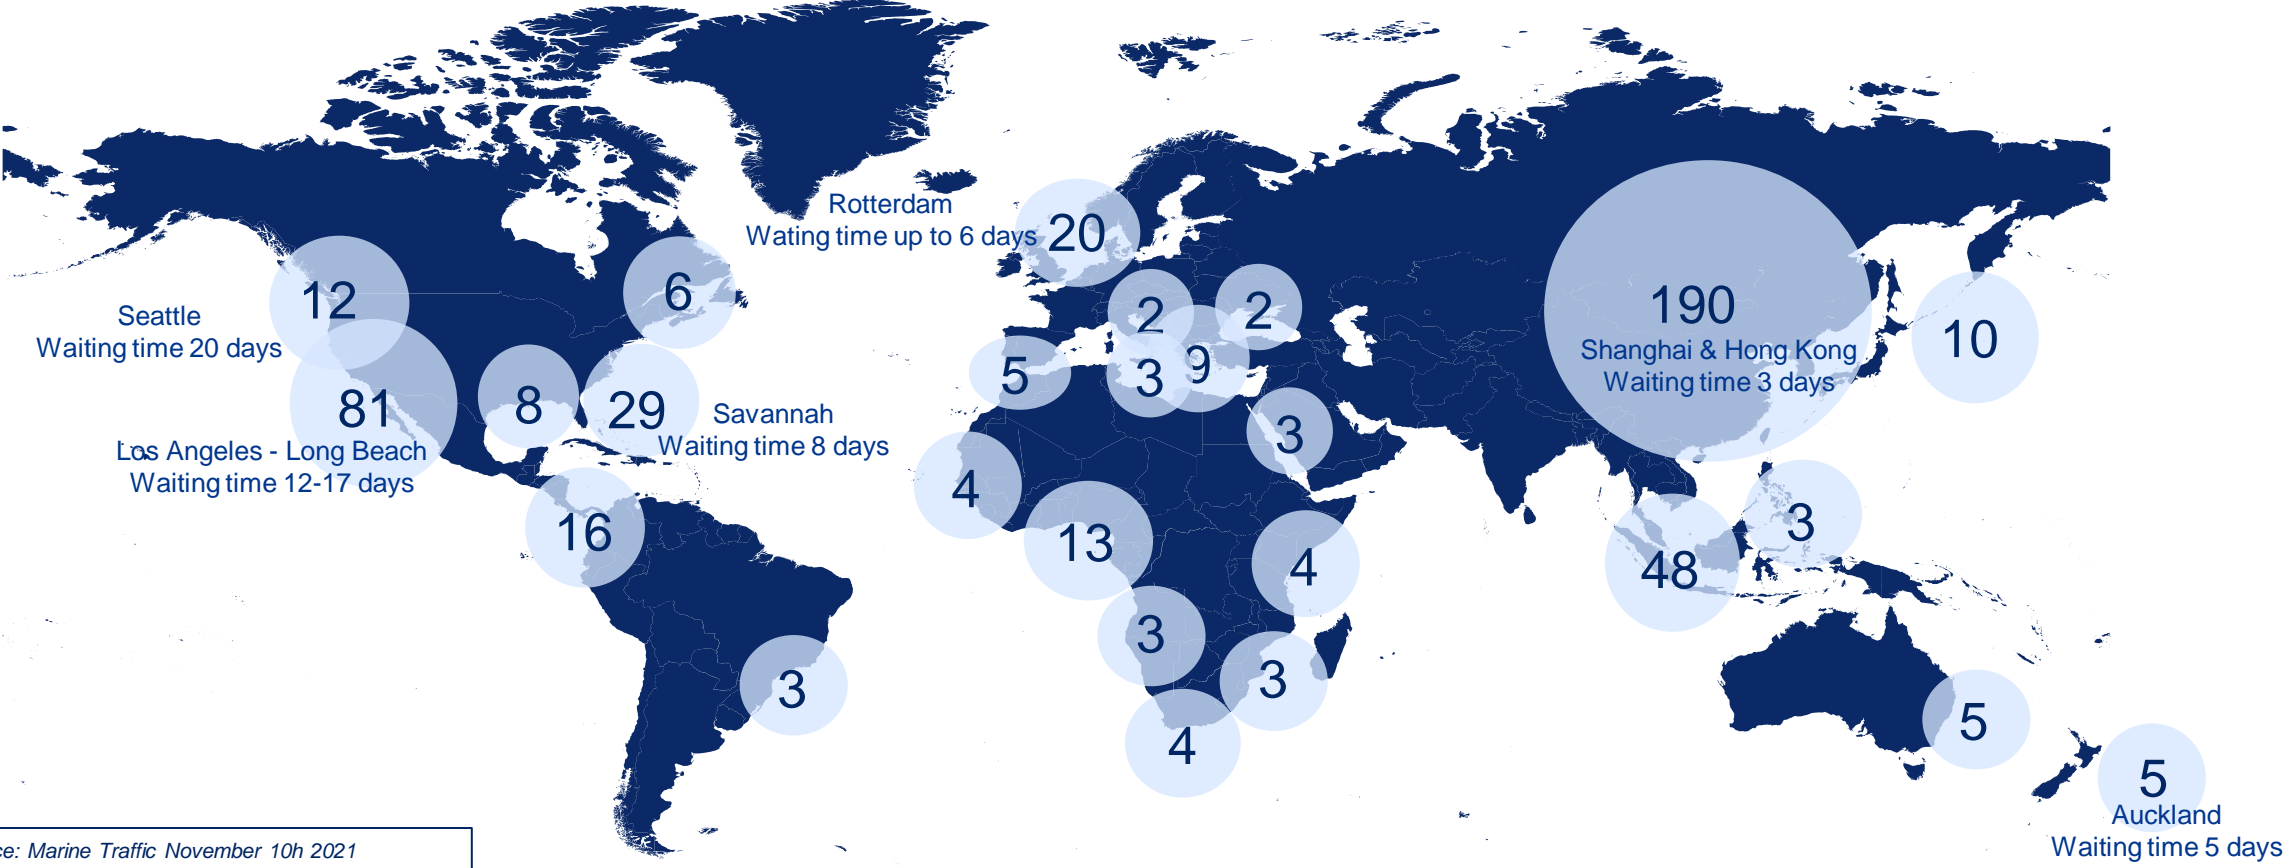 Rotterdam
Wating time up to 6 days
20
12
6
Seattle
Waiting time 20 days
2
2
190
Shanghai & Hong Kong
Waiting time 3 days
10
5
3
9
81
Los Angeles - Long Beach
Waiting time 12-17 days
8
29
Savannah
Waiting time 8 days
3
4
16
13
4
3
48
3
3
3
4
5
5
Auckland
Waiting time 5 days
3
Marine Traffic November 10h 2021